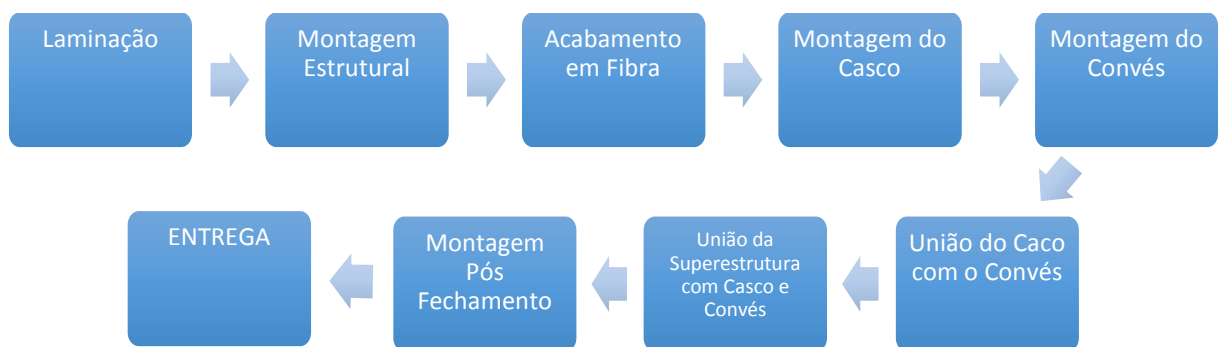 Laminação
Montagem
Estrutural
Acabamento
em Fibra
Montagem do
Casco
Montagem do
Convés
União do Caco
com o Convés
União da
Superestrutura
com Casco e
Convés
Montagem
Pós
Fechamento
ENTREGA